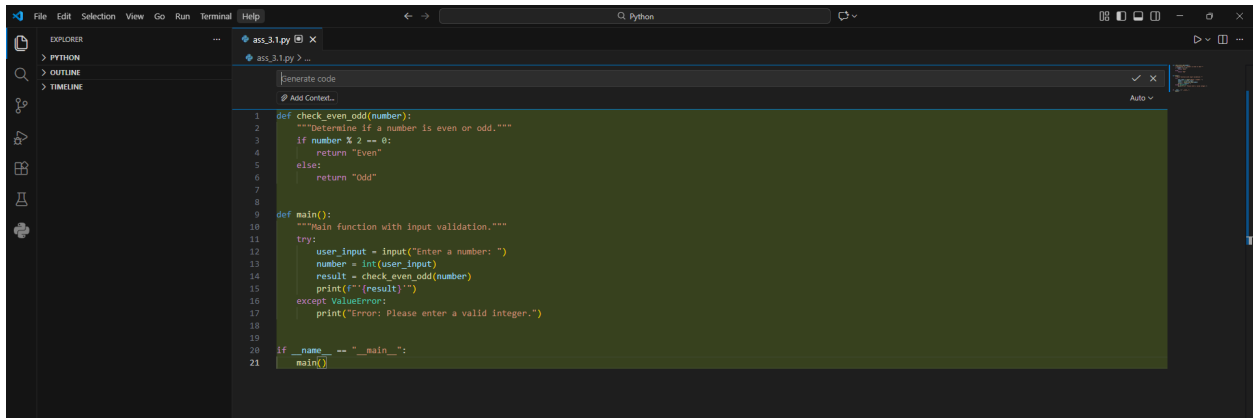 File Edit Selection View Go Run Terminal Help
Python
EXPLORER ...
PYTHON
OUTLINE
TIMELINE
ass_3.1.py
ass_3.1.py > ...
Generate code
Add Context...
Auto
1 def check_even_odd(number):
2     """Determine if a number is even or odd."""
3     if number % 2 == 0:
4         return "Even"
5     else:
6         return "Odd"
7
8
9 def main():
10     """Main function with input validation."""
11     try:
12         user_input = input("Enter a number: ")
13         number = int(user_input)
14         result = check_even_odd(number)
15         print(f"'{result}'")
16     except ValueError:
17         print("Error: Please enter a valid integer.")
18
19
20 if __name__ == "__main__":
21     main()